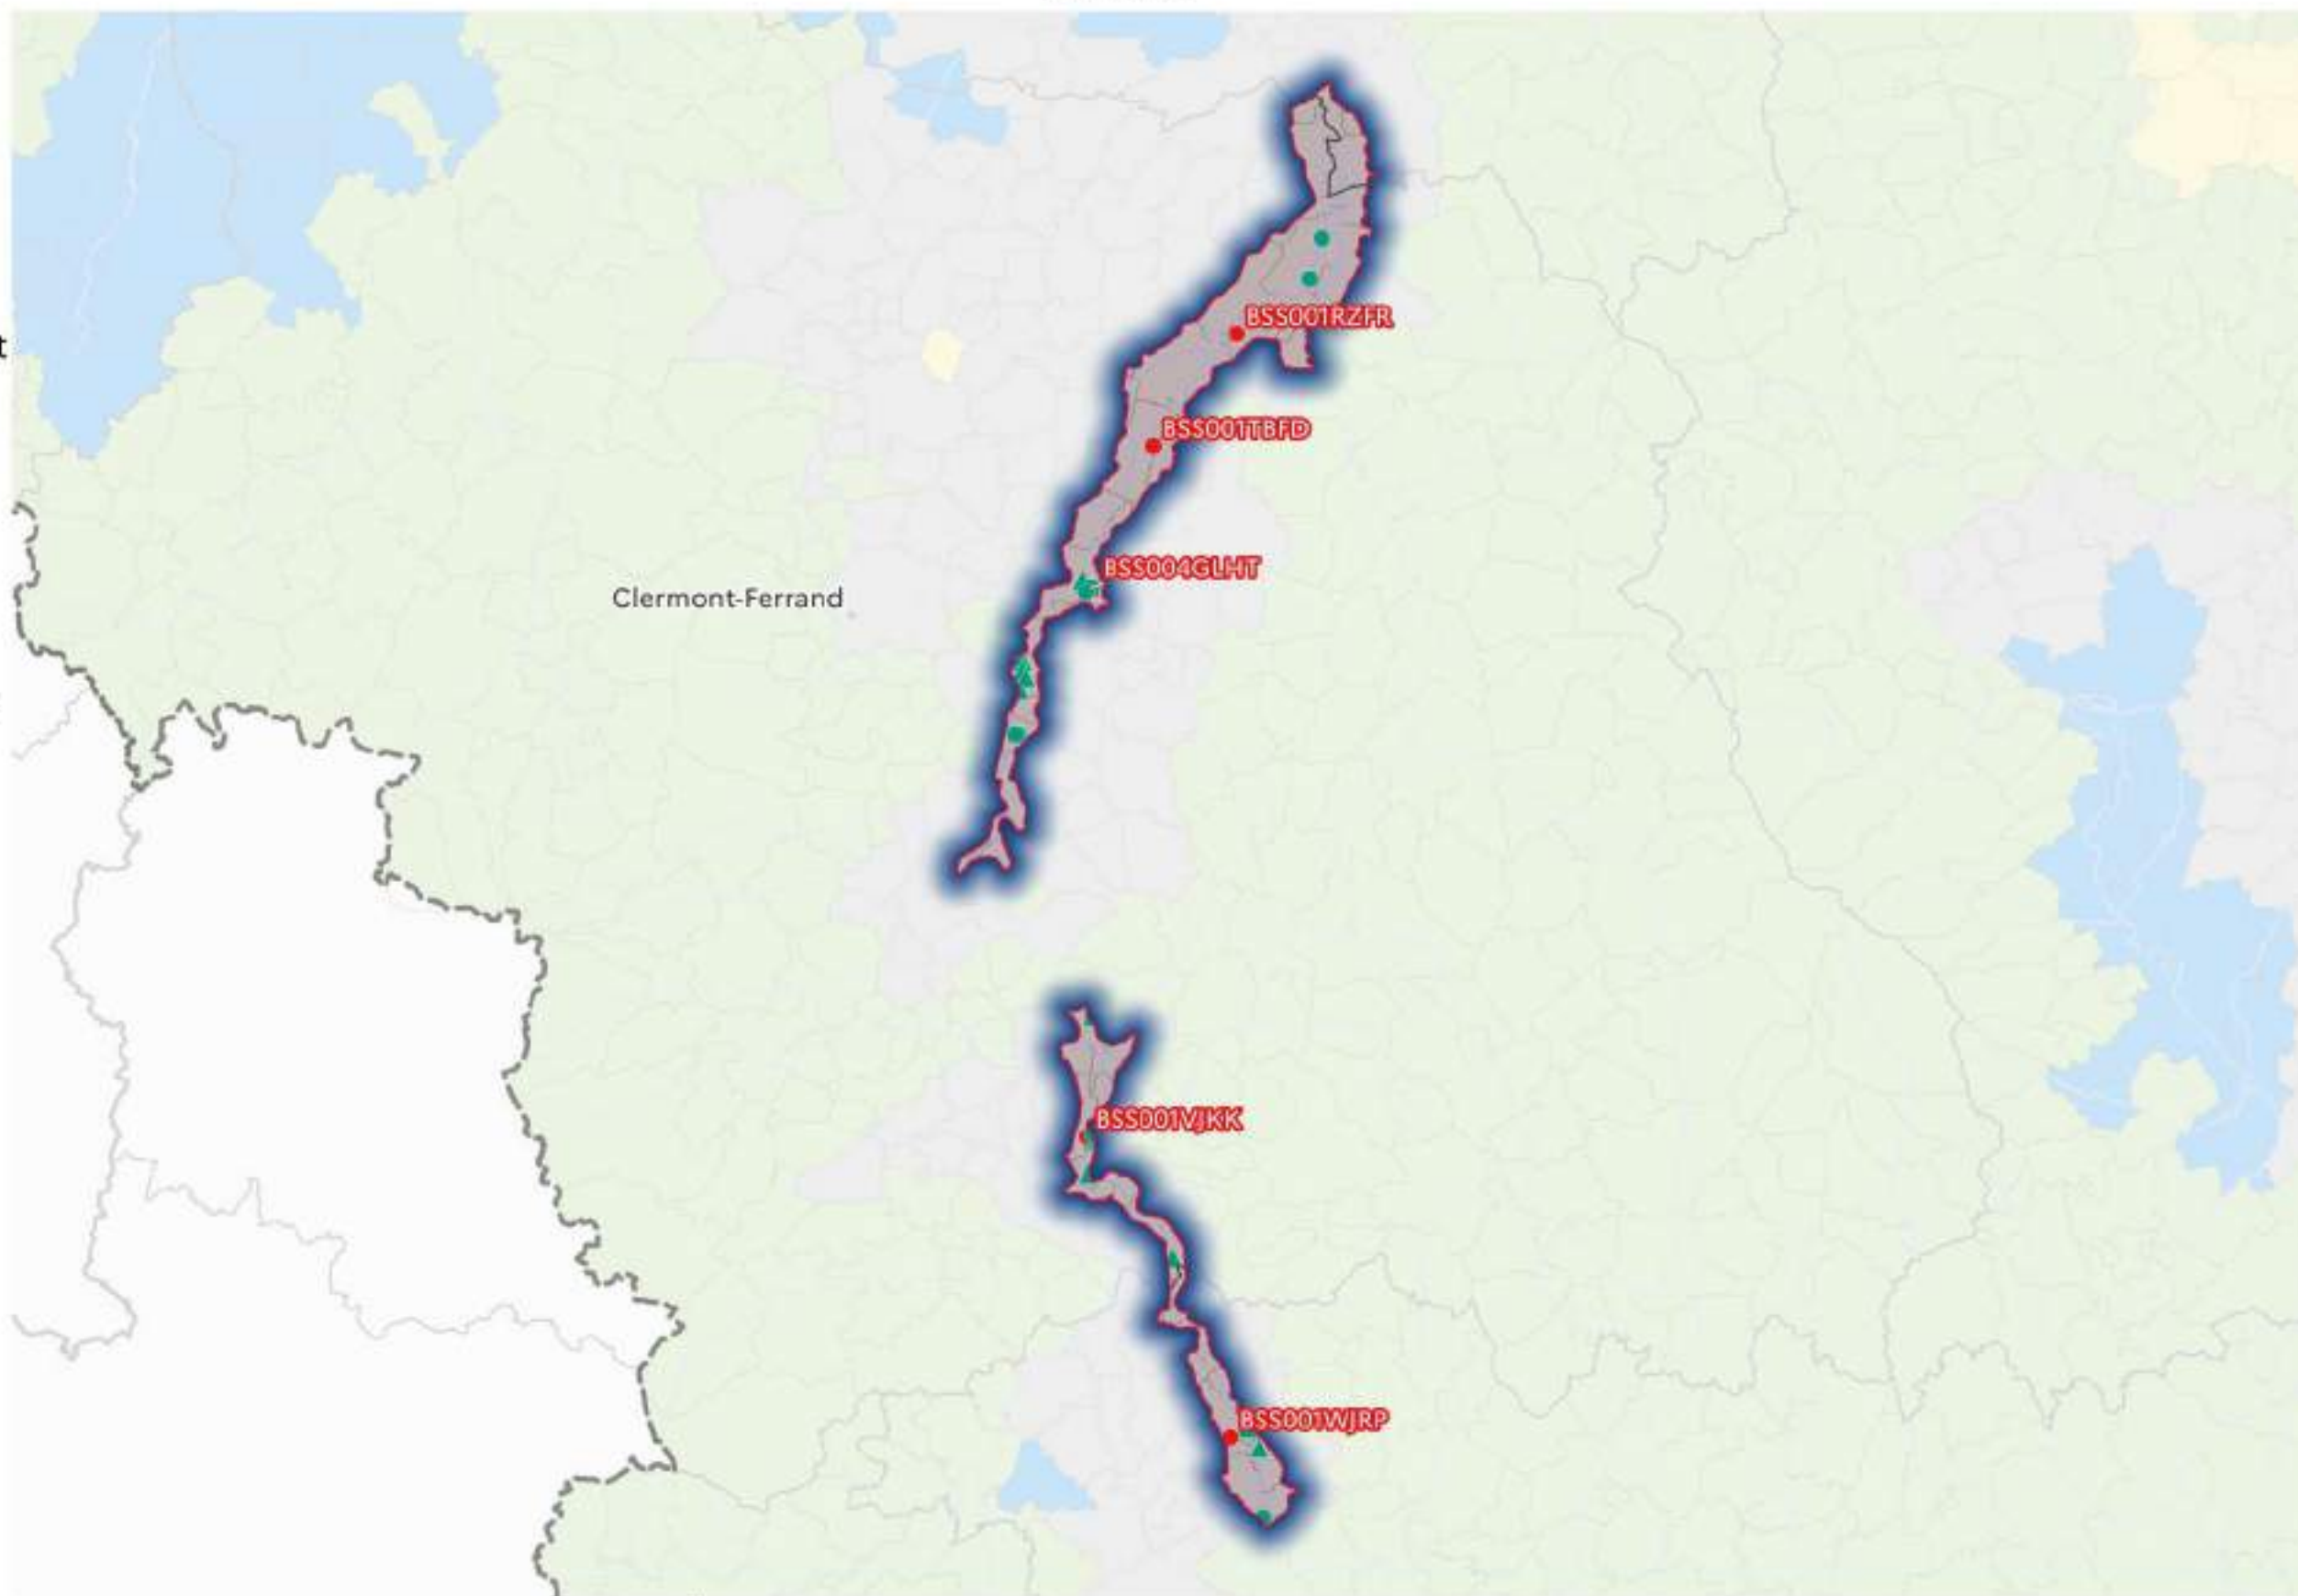 t
BSS001RZFR
BSS001TBFD
BSS004GLHT
Clermont-Ferrand
BSS001VJKK
BSS001WJRP